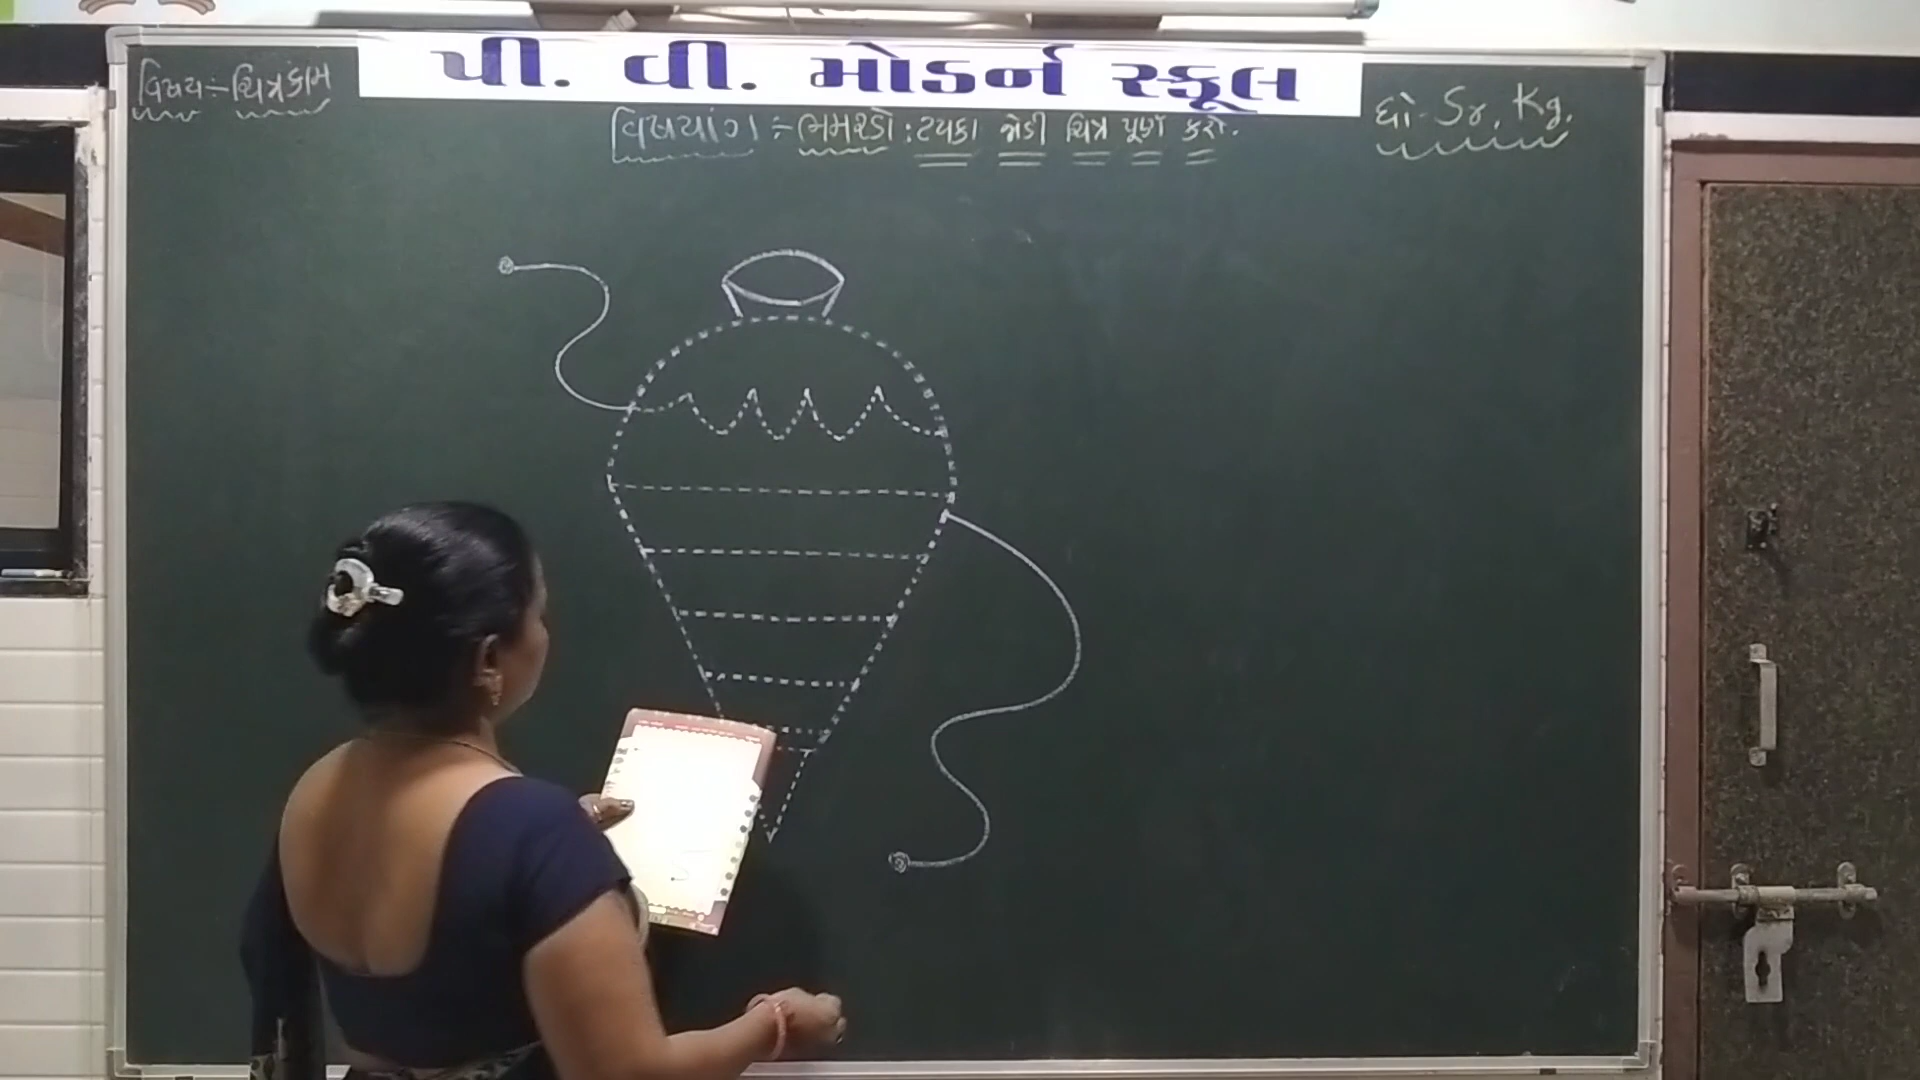 પી. વી. મોડર્ન સ્કૂલ
વિષય:- ચિત્રકામ
ધો- Sr. Kg.
વિષયાંગ :- ભમરડો : ટપકા જોડી ચિત્ર પૂર્ણ કરો.